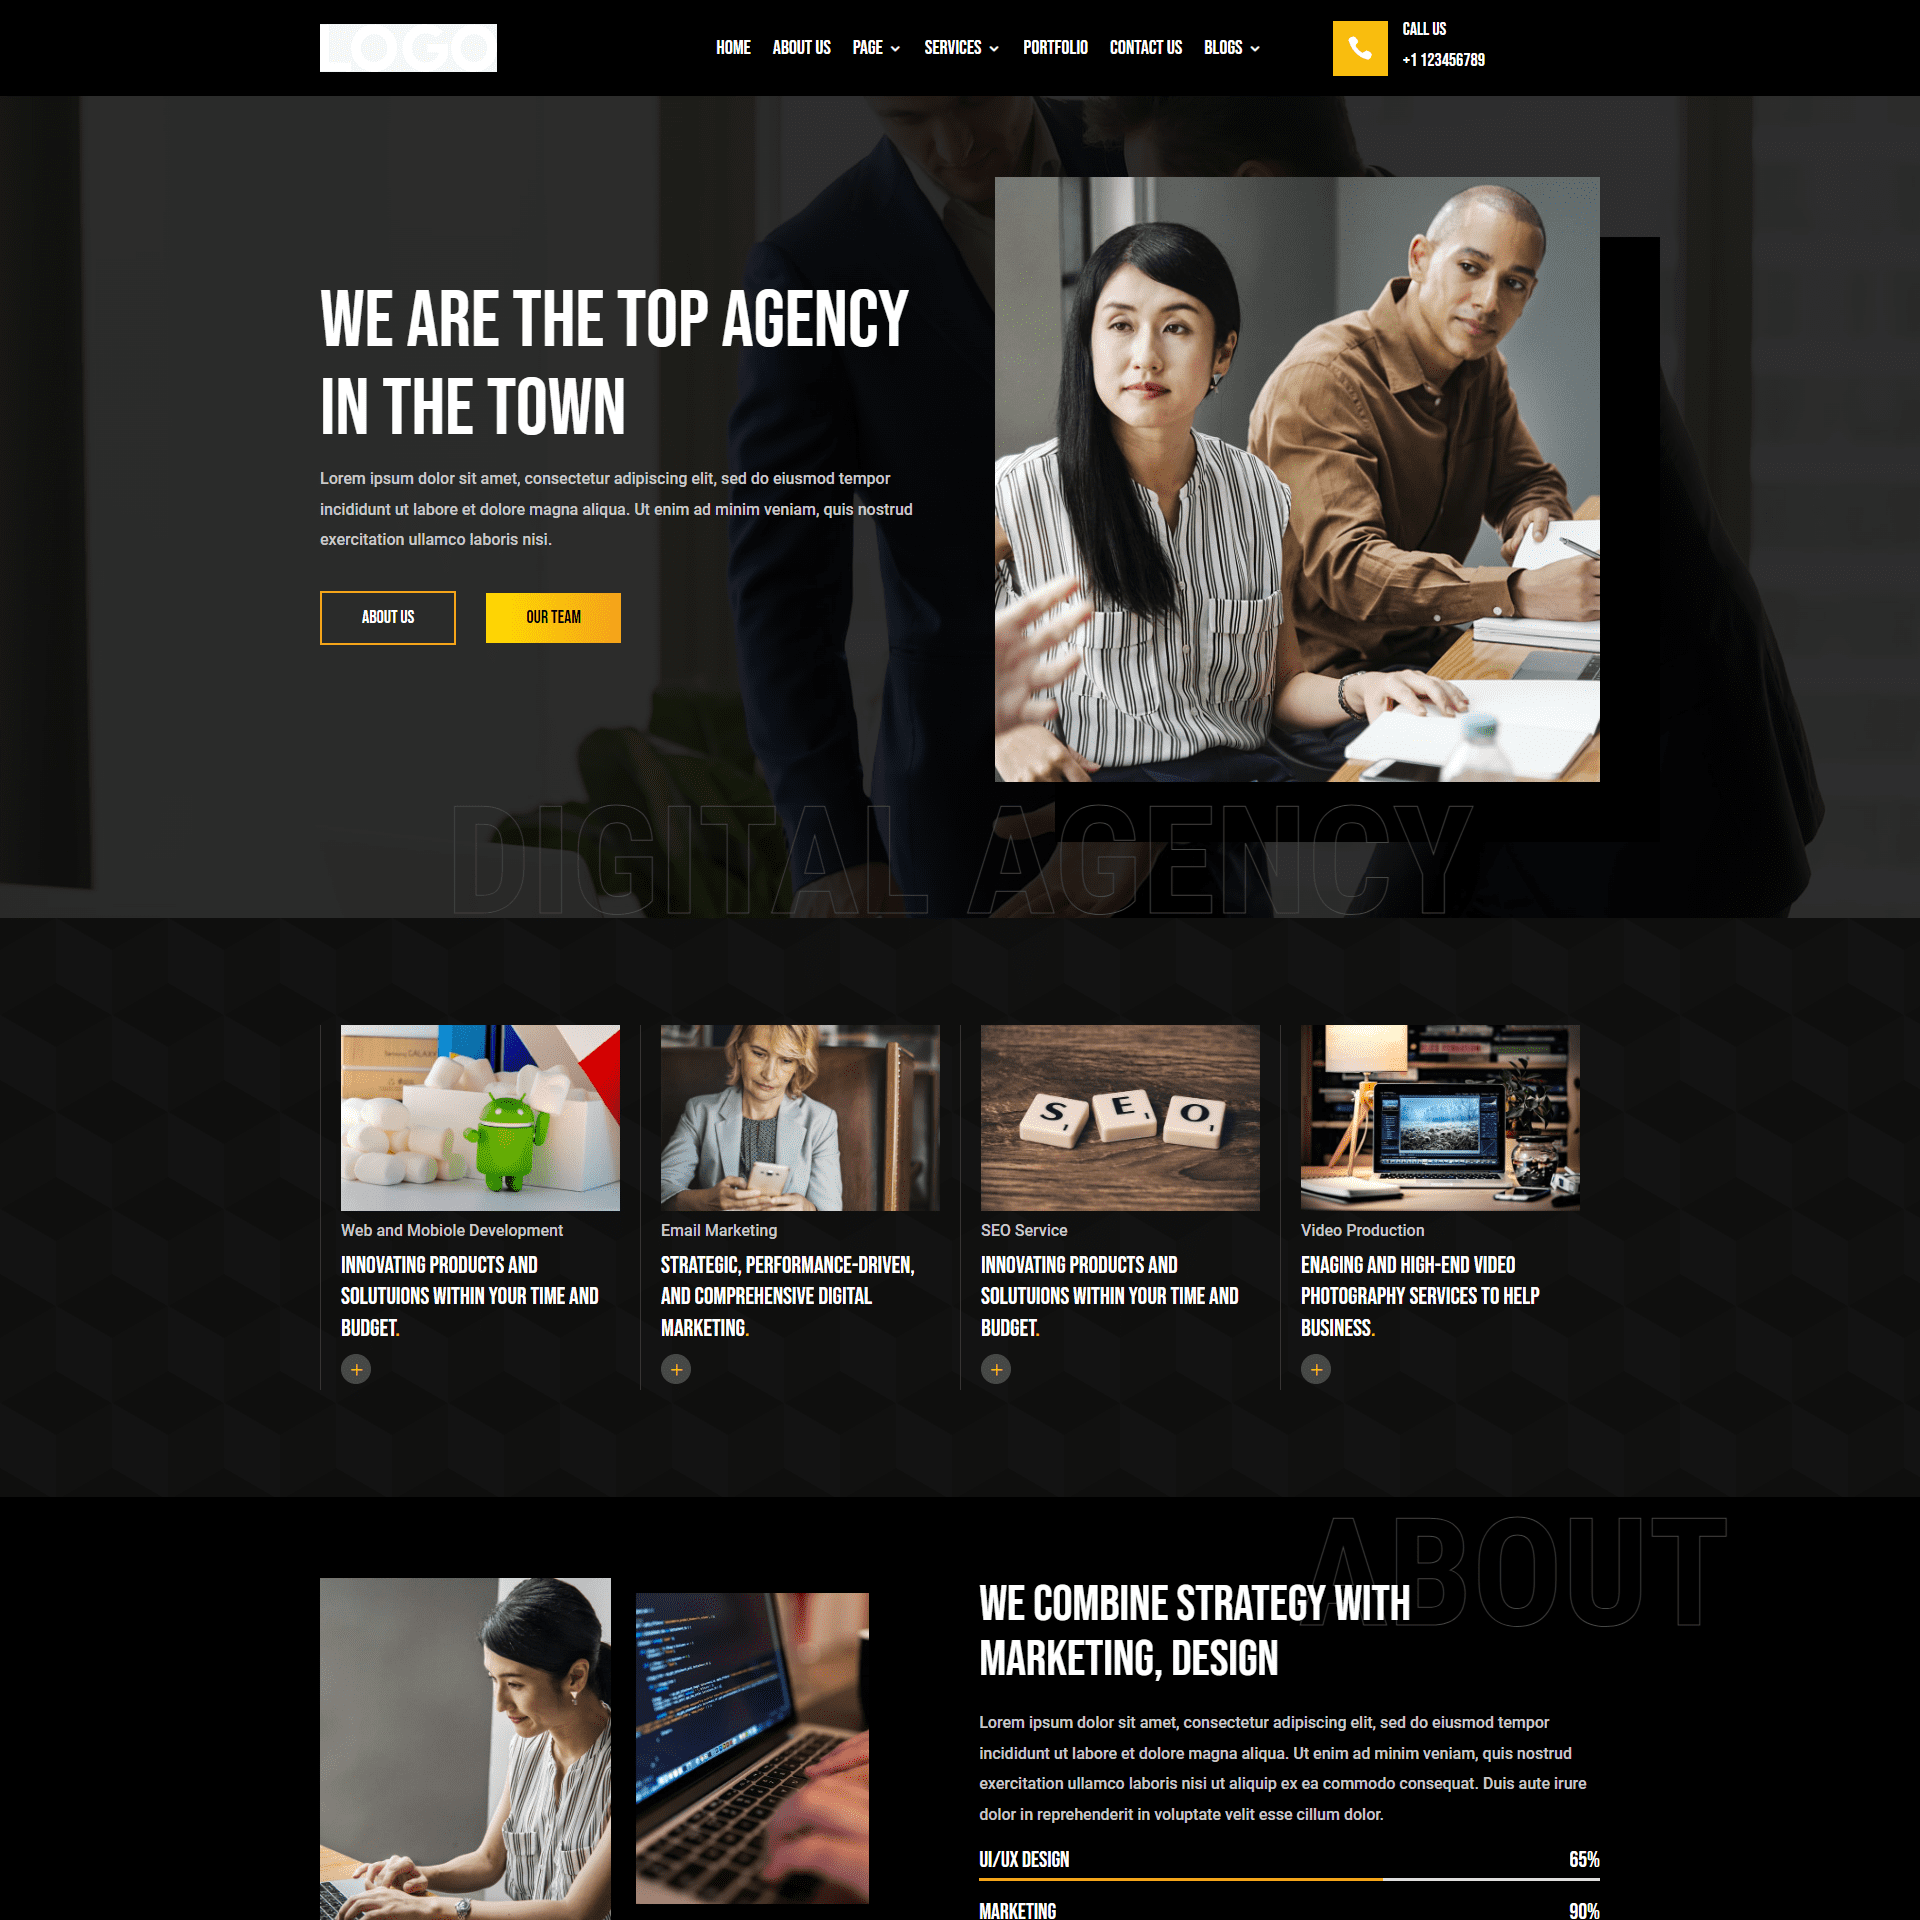 LOGO
HOME ABOUT US PAGE SERVICES PORTFOLIO CONTACT US BLOGS
CALL US
+1 123456789
WE ARE THE TOP AGENCY
IN THE TOWN
Lorem ipsum dolor sit amet, consectetur adipiscing elit, sed do eiusmod tempor
incididunt ut labore et dolore magna aliqua. Ut enim ad minim veniam, quis nostrud
exercitation ullamco laboris nisi.
ABOUT US
OUR TEAM
DIGITAL AGENCY
Web and Mobiole Development
INNOVATING PRODUCTS AND
SOLUTUIONS WITHIN YOUR TIME AND
BUDGET.
+
Email Marketing
STRATEGIC, PERFORMANCE-DRIVEN,
AND COMPREHENSIVE DIGITAL
MARKETING.
+
S E O
SEO Service
INNOVATING PRODUCTS AND
SOLUTUIONS WITHIN YOUR TIME AND
BUDGET.
+
Video Production
ENAGING AND HIGH-END VIDEO
PHOTOGRAPHY SERVICES TO HELP
BUSINESS.
+
ABOUT
WE COMBINE STRATEGY WITH
MARKETING, DESIGN
Lorem ipsum dolor sit amet, consectetur adipiscing elit, sed do eiusmod tempor
incididunt ut labore et dolore magna aliqua. Ut enim ad minim veniam, quis nostrud
exercitation ullamco laboris nisi ut aliquip ex ea commodo consequat. Duis aute irure
dolor in reprehenderit in voluptate velit esse cillum dolor.
UI/UX DESIGN 65%
MARKETING 90%